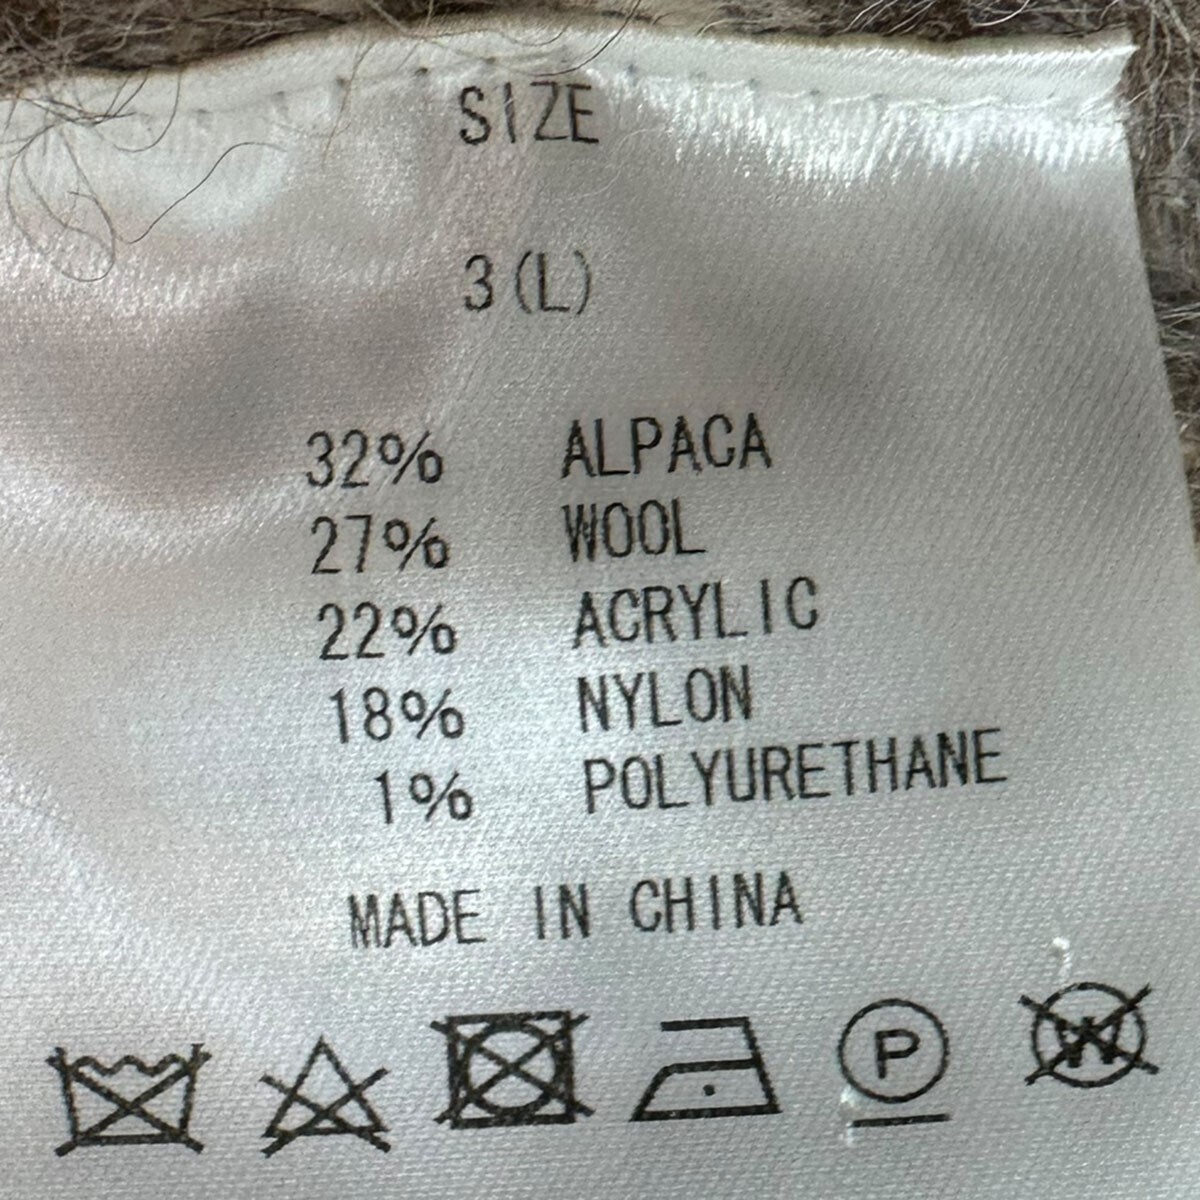 SIZE
3(L)
32% ALPACA
27% WOOL
22% ACRYLIC
18% NYLON
1% POLYURETHANE
MADE IN CHINA
P W